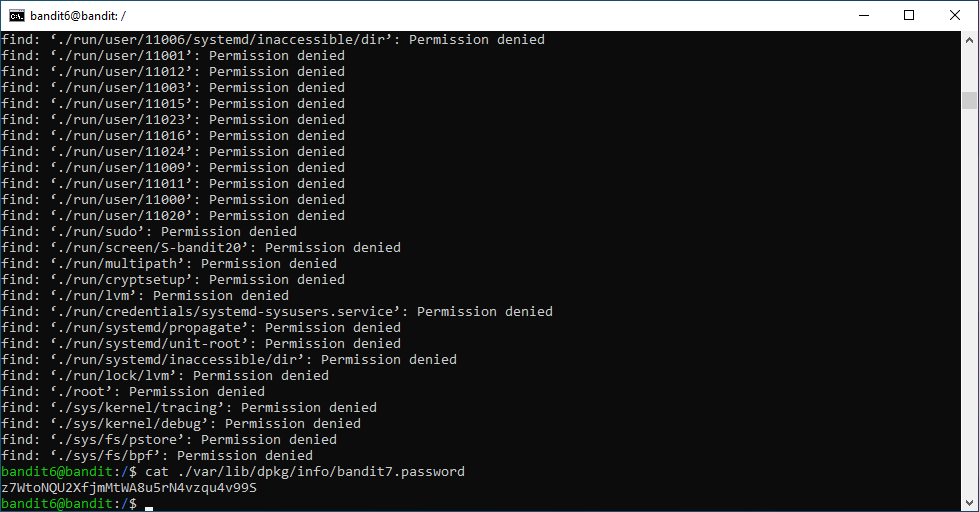 bandit6@bandit: /
find: ‘./run/user/11006/systemd/inaccessible/dir’: Permission denied
find: ‘./run/user/11001’: Permission denied
find: ‘./run/user/11012’: Permission denied
find: ‘./run/user/11003’: Permission denied
find: ‘./run/user/11015’: Permission denied
find: ‘./run/user/11023’: Permission denied
find: ‘./run/user/11016’: Permission denied
find: ‘./run/user/11024’: Permission denied
find: ‘./run/user/11009’: Permission denied
find: ‘./run/user/11011’: Permission denied
find: ‘./run/user/11000’: Permission denied
find: ‘./run/user/11020’: Permission denied
find: ‘./run/sudo’: Permission denied
find: ‘./run/screen/S-bandit20’: Permission denied
find: ‘./run/multipath’: Permission denied
find: ‘./run/cryptsetup’: Permission denied
find: ‘./run/lvm’: Permission denied
find: ‘./run/credentials/systemd-sysusers.service’: Permission denied
find: ‘./run/systemd/propagate’: Permission denied
find: ‘./run/systemd/unit-root’: Permission denied
find: ‘./run/systemd/inaccessible/dir’: Permission denied
find: ‘./run/lock/lvm’: Permission denied
find: ‘./root’: Permission denied
find: ‘./sys/kernel/tracing’: Permission denied
find: ‘./sys/kernel/debug’: Permission denied
find: ‘./sys/fs/pstore’: Permission denied
find: ‘./sys/fs/bpf’: Permission denied
bandit6@bandit:/$ cat ./var/lib/dpkg/info/bandit7.password
z7WtoNQU2XfjmMtWA8u5rN4vzqu4v99S
bandit6@bandit:/$